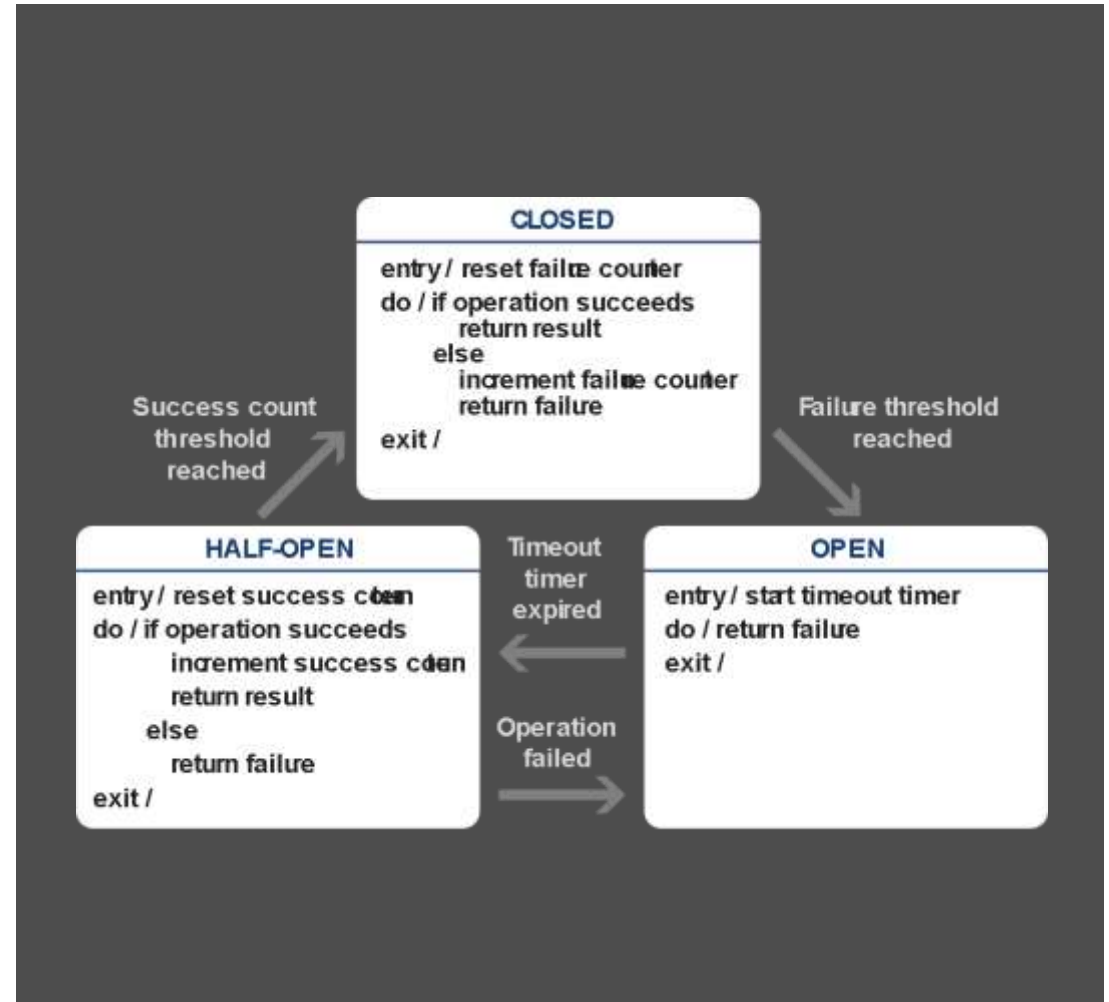 CLOSED
entry / reset failure counter
do / if operation succeeds
return result
else
increment failure counter
return failure
exit /
Success count
threshold
reached
Failure threshold
reached
HALF-OPEN
entry / reset success
do / if operation succeeds
increment success
return result
else
return failure
exit /
Timeout
timer
expired
Operation
failed
OPEN
entry / start timeout timer
do / return failure
exit /